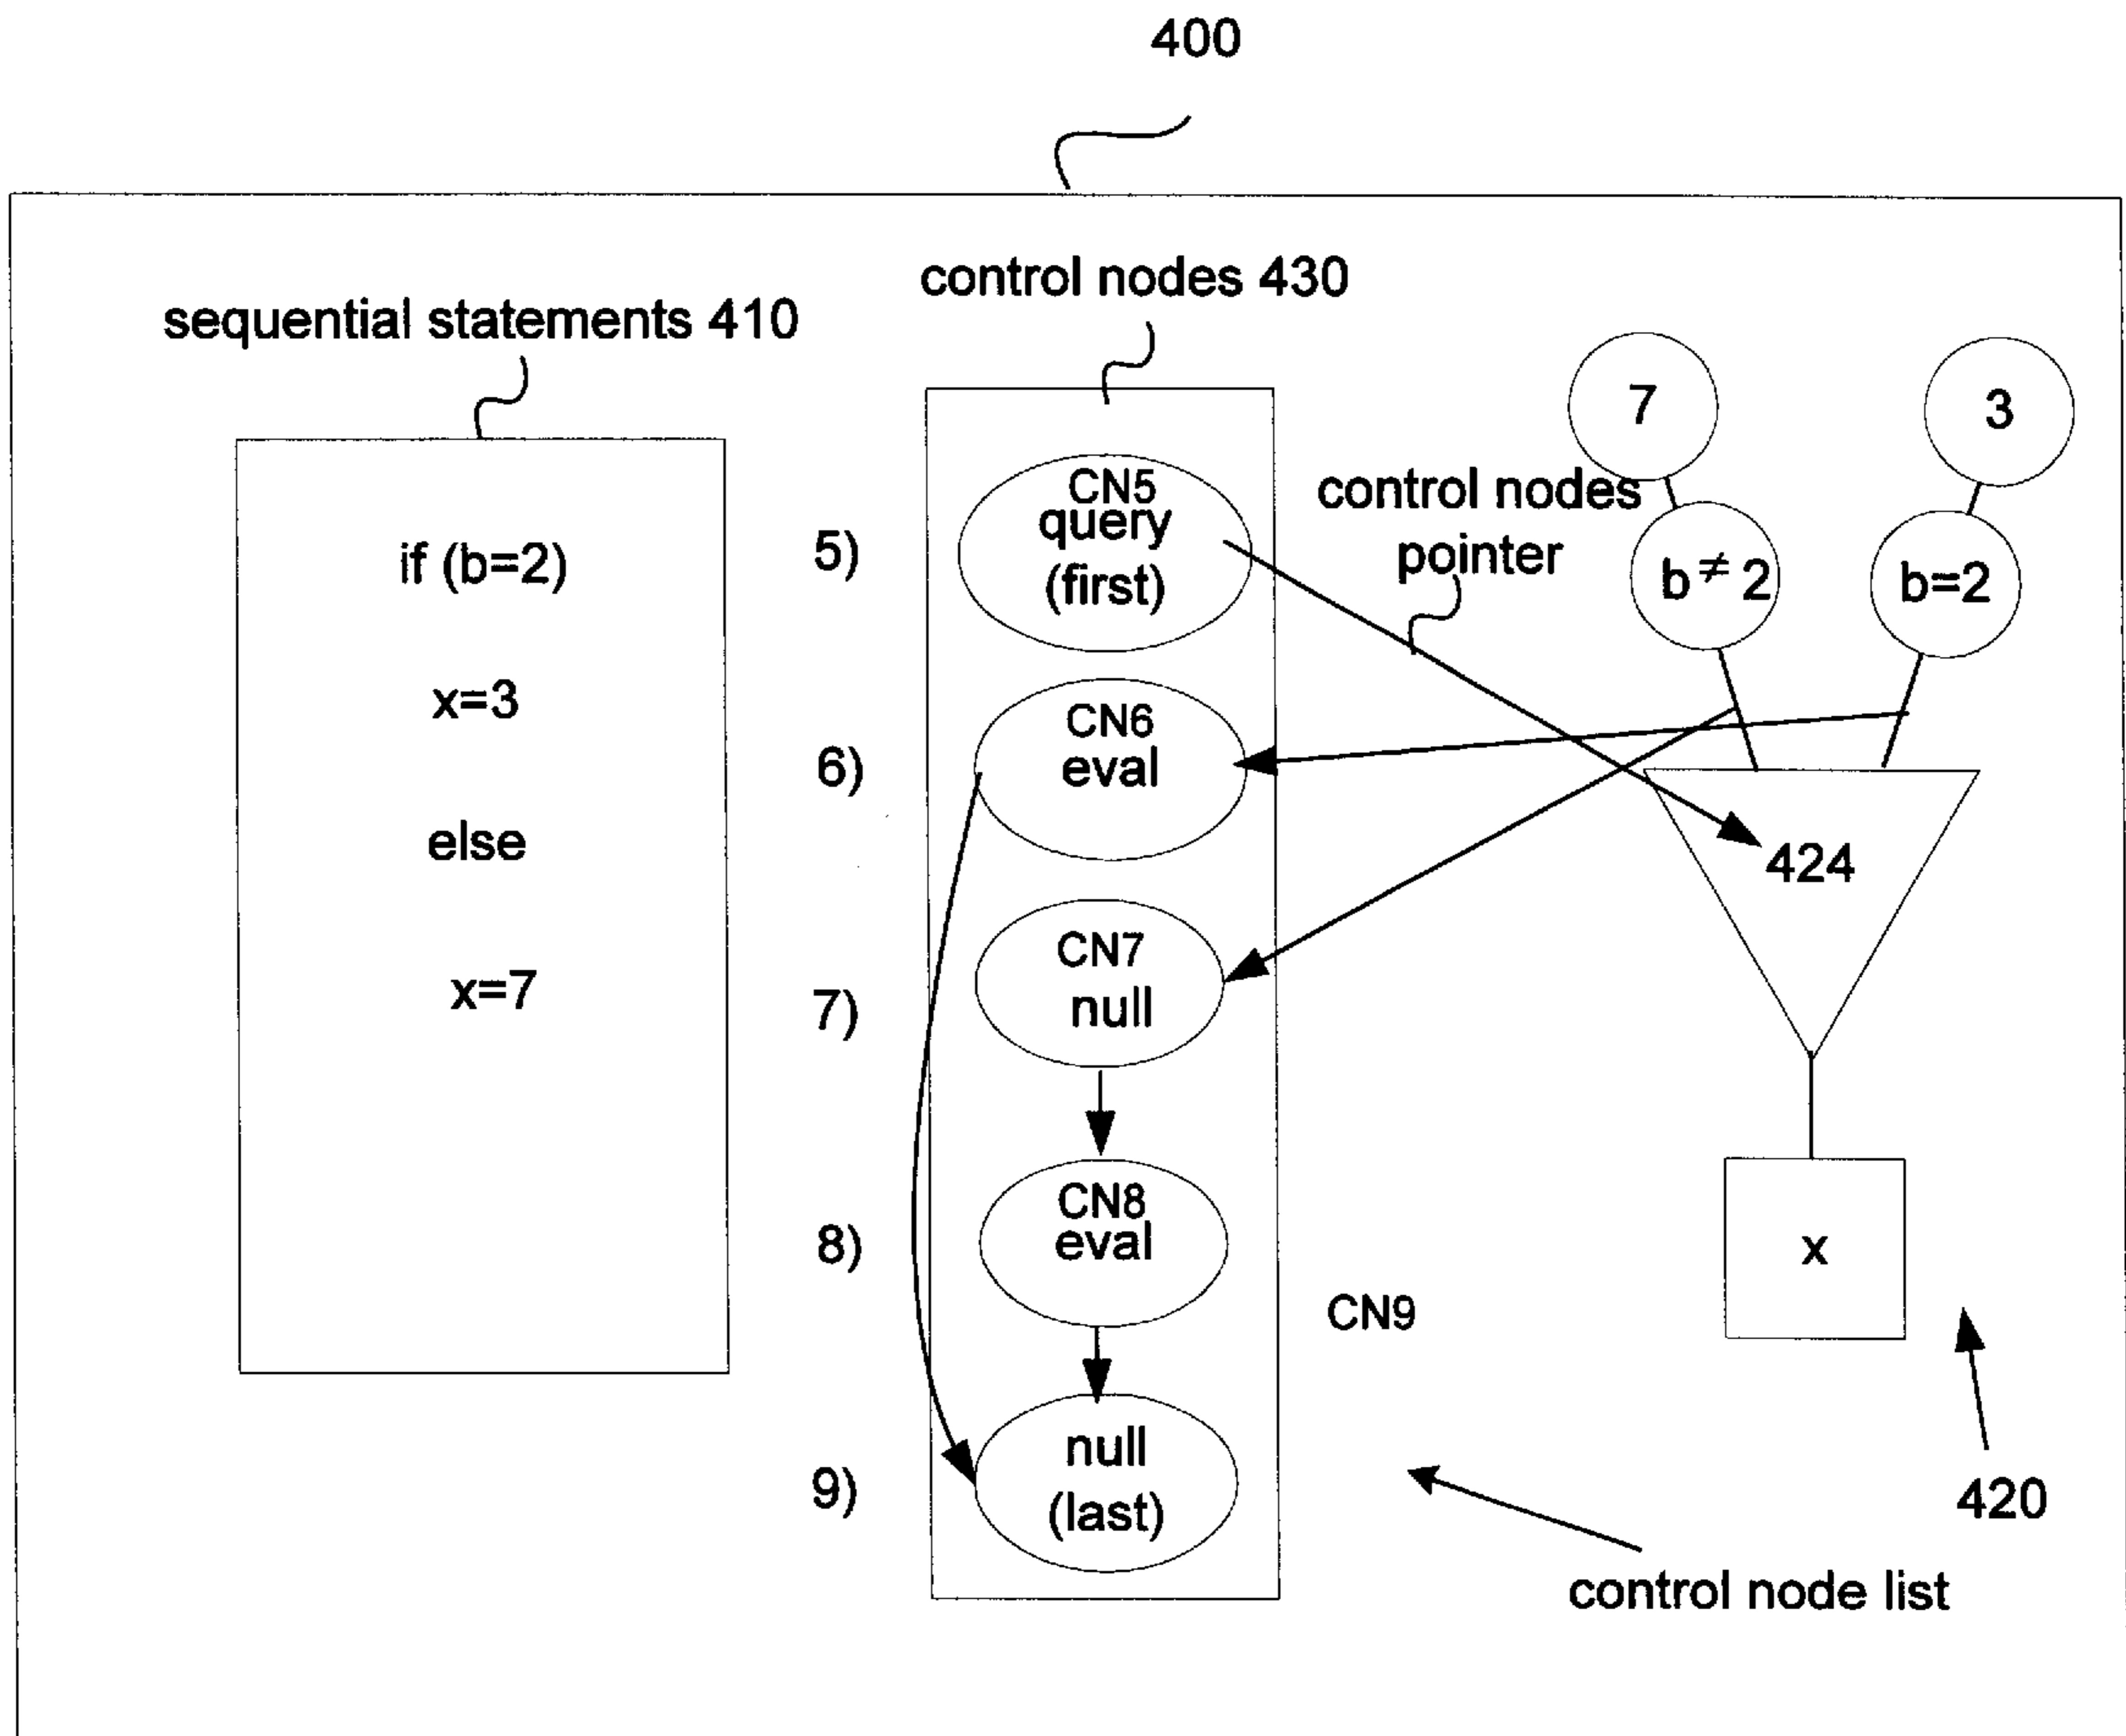 400
sequential statements 410
if (b=2)
x=3
else
x=7
control nodes 430
5)
CN5
query
(first)
6)
CN6
eval
7)
CN7
null
8)
CN8
eval
9)
null
(last)
CN9
control nodes
pointer
7
3
b ≠ 2
b=2
424
x
420
control node list